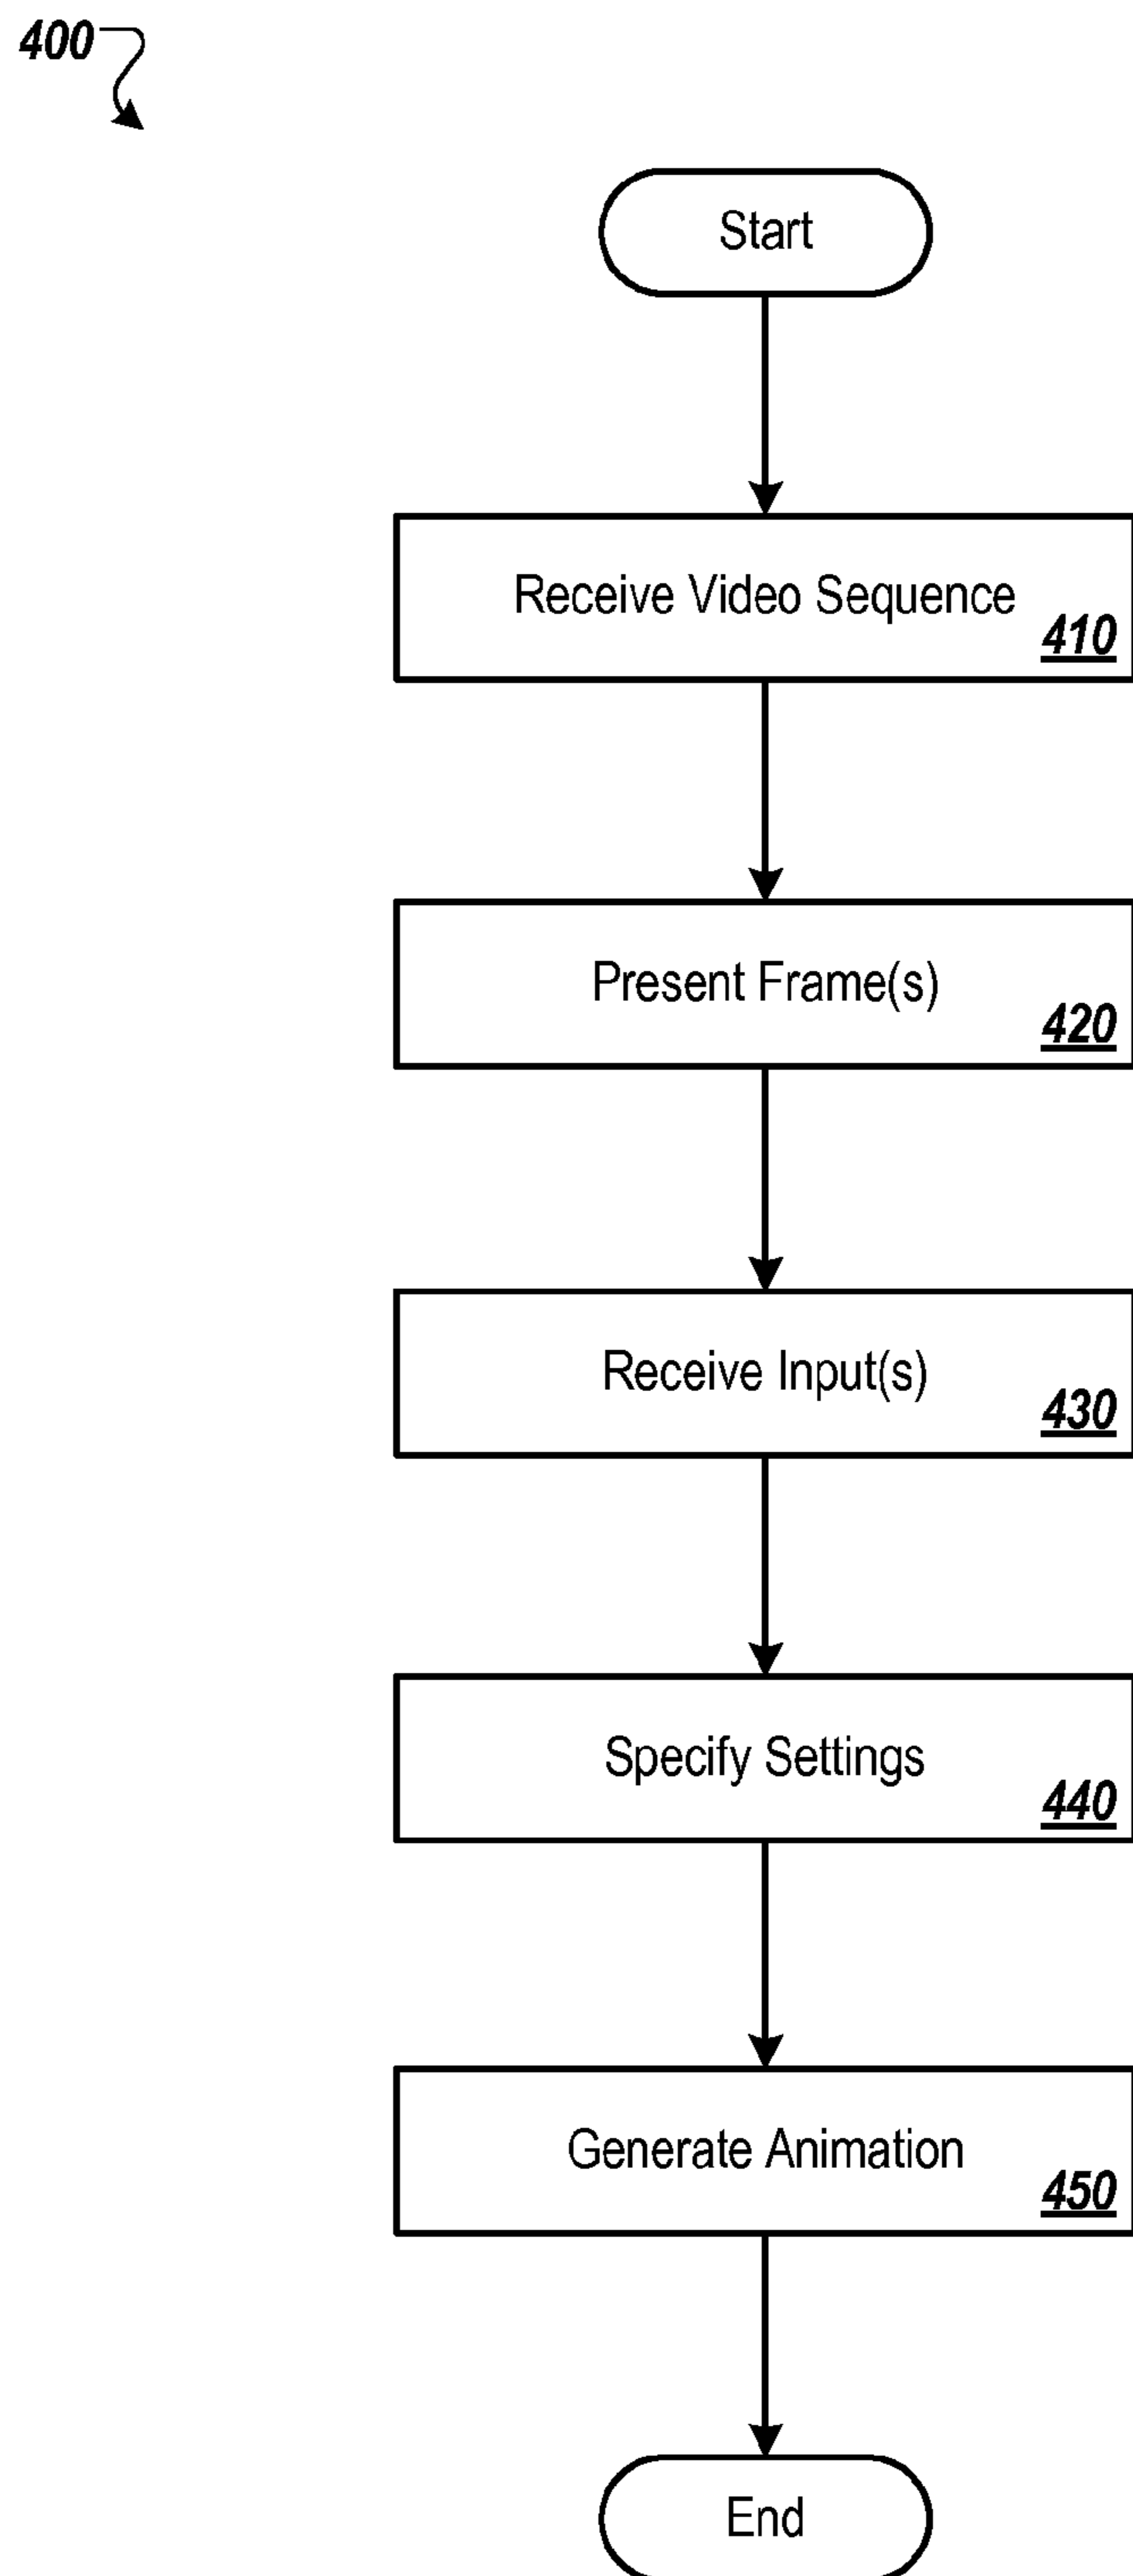 400
Start
Receive Video Sequence
410
Present Frame(s)
420
Receive Input(s)
430
Specify Settings
440
Generate Animation
450
End